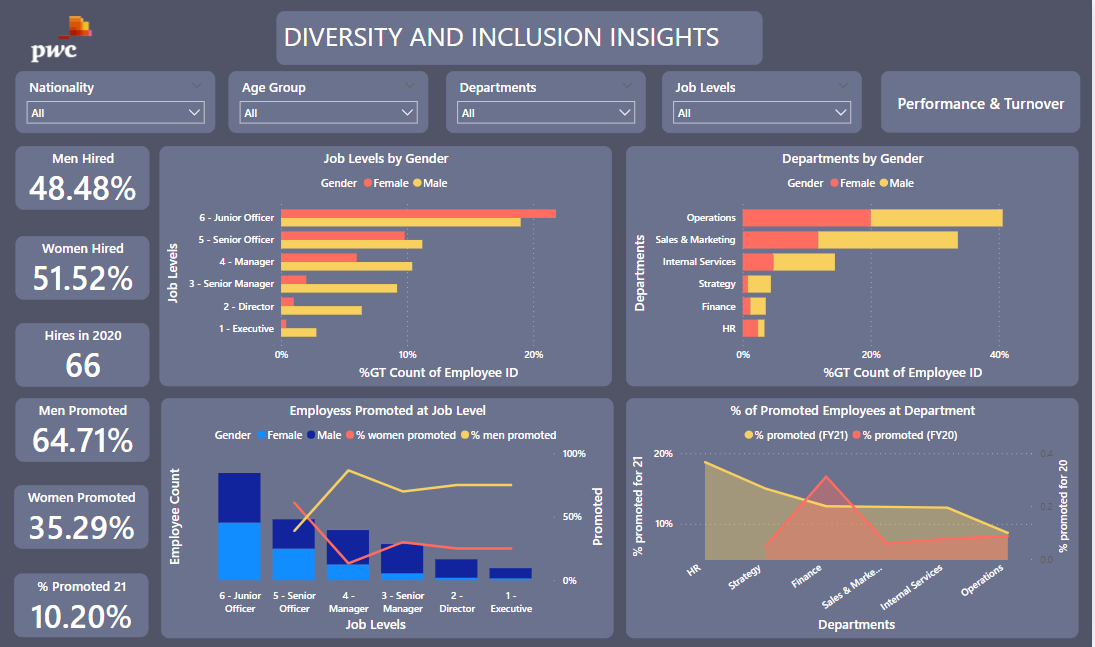 pwc
DIVERSITY AND INCLUSION INSIGHTS
Nationality
All
Age Group
All
Departments
All
Job Levels
All
Performance & Turnover
Men Hired
48.48%
Women Hired
51.52%
Hires in 2020
66
Men Promoted
64.71%
Women Promoted
35.29%
% Promoted 21
10.20%
Job Levels by Gender
Gender Female Male
Job Levels
6 - Junior Officer
5 - Senior Officer
4 - Manager
3 - Senior Manager
2 - Director
1 - Executive
0% 10% 20%
%GT Count of Employee ID
Departments by Gender
Gender Female Male
Departments
Operations
Sales & Marketing
Internal Services
Strategy
Finance
HR
0% 20% 40%
%GT Count of Employee ID
Employess Promoted at Job Level
Gender Female Male % women promoted % men promoted
Employee Count
100%
50%
0%
Promoted
6 - Junior
Officer
5 - Senior
Officer
4 -
Manager
3 - Senior
Manager
2 -
Director
1 -
Executive
Job Levels
% of Promoted Employees at Department
% promoted (FY21) % promoted (FY20)
% promoted for 21
20%
10%
0.4
0.2
0.0
% promoted for 20
HR
Strategy
Finance
Sales & Marke...
Internal Services
Operations
Departments